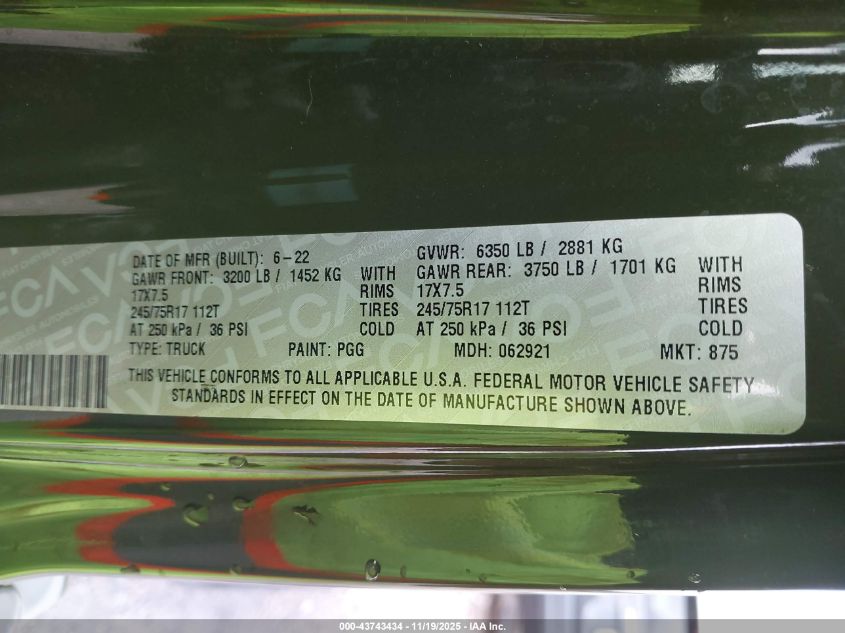 DATE OF MFR (BUILT): 6-22 GVWR: 6350 LB / 2881 KG
GAWR FRONT: 3200 LB / 1452 KG WITH GAWR REAR: 3750 LB / 1701 KG WITH
17X7.5 RIMS 17X7.5 RIMS
245/75R17 112T TIRES 245/75R17 112T TIRES
AT 250 kPa / 36 PSI COLD AT 250 kPa / 36 PSI COLD
TYPE: TRUCK PAINT: PGG MDH: 062921 MKT: 875
THIS VEHICLE CONFORMS TO ALL APPLICABLE U.S.A. FEDERAL MOTOR VEHICLE SAFETY
STANDARDS IN EFFECT ON THE DATE OF MANUFACTURE SHOWN ABOVE.
000-43743434 - 11/19/2025 - IAA Inc.